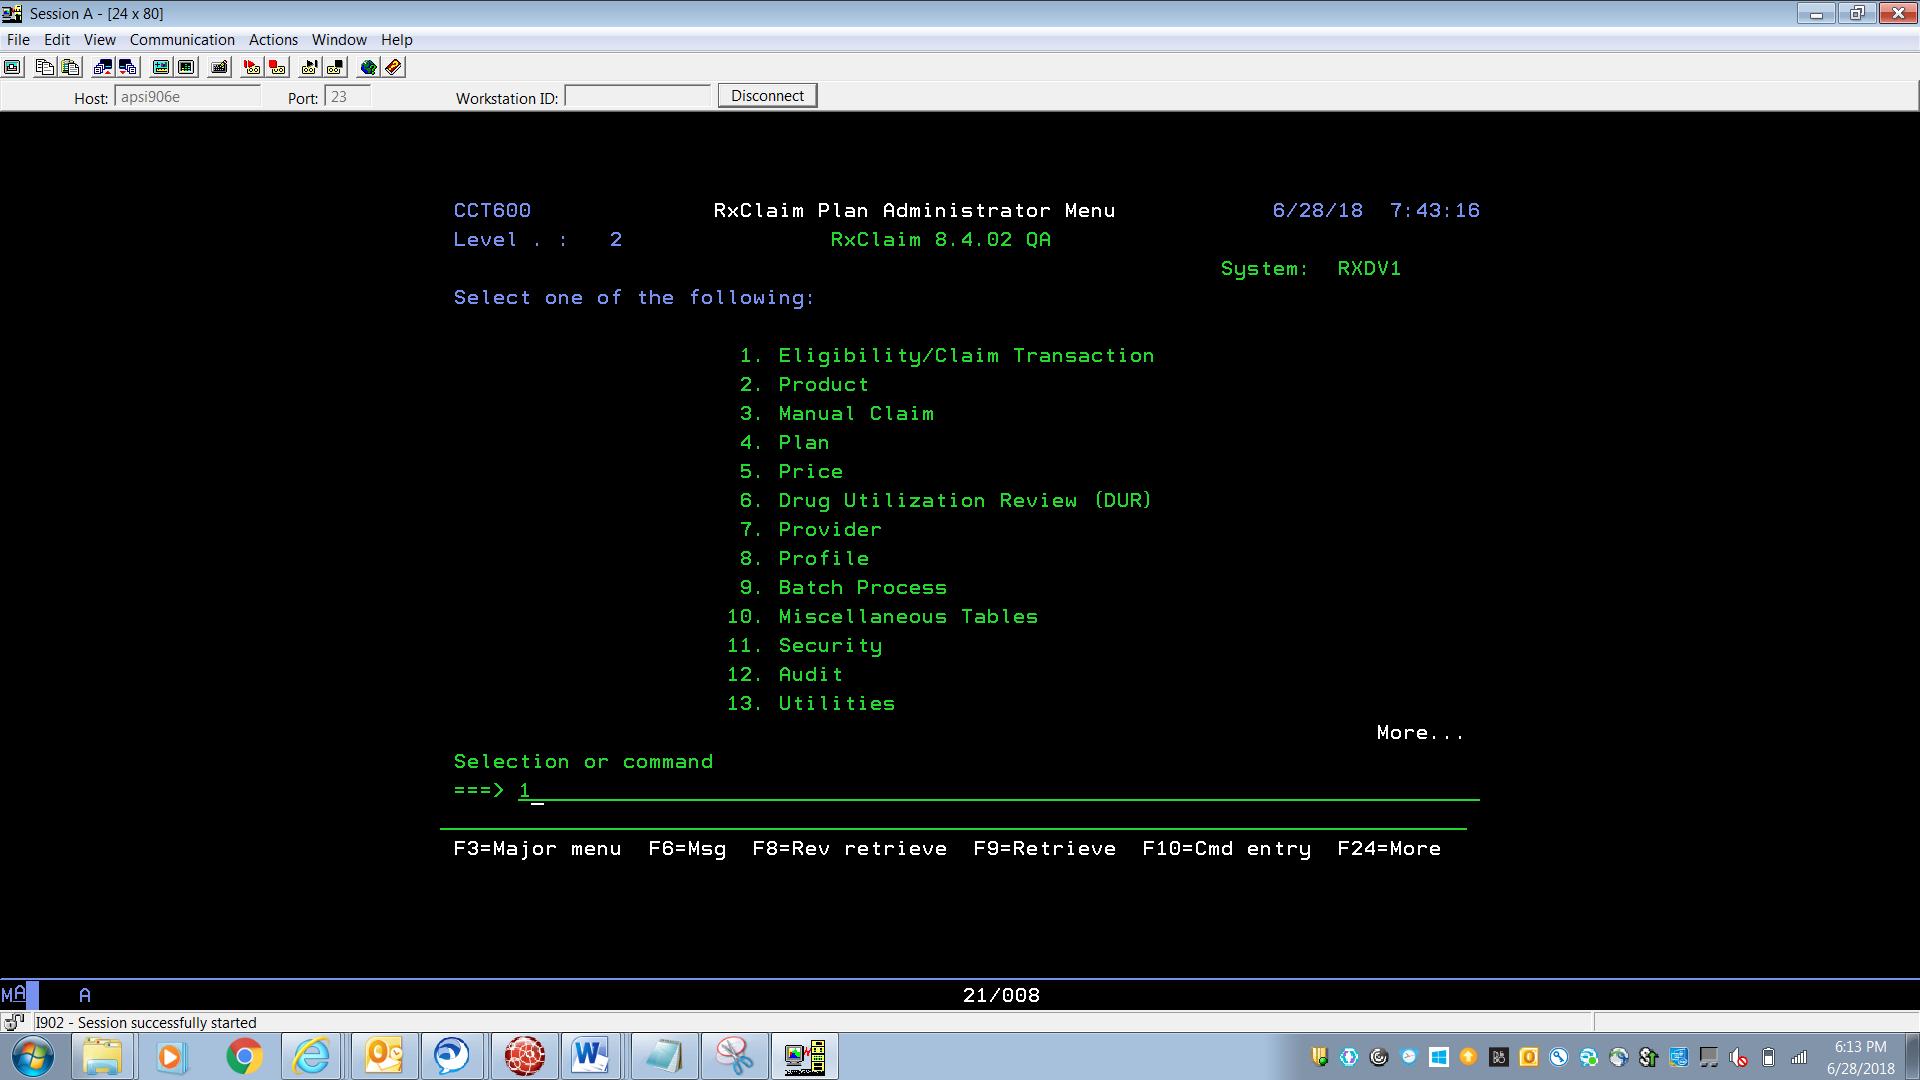 Session A - [24 x 80]
File Edit View Communication Actions Window Help
Host: apsi906e Port: 23 Workstation ID: Disconnect
CCT600 RxClaim Plan Administrator Menu 6/28/18 7:43:16
Level . : 2 RxClaim 8.4.02 QA
System: RXDV1
Select one of the following:
1. Eligibility/Claim Transaction
2. Product
3. Manual Claim
4. Plan
5. Price
6. Drug Utilization Review (DUR)
7. Provider
8. Profile
9. Batch Process
10. Miscellaneous Tables
11. Security
12. Audit
13. Utilities
More...
Selection or command
===> 1
F3=Major menu F6=Msg F8=Rev retrieve F9=Retrieve F10=Cmd entry F24=More
MA A 21/008
I902 - Session successfully started
6:13 PM
6/28/2018